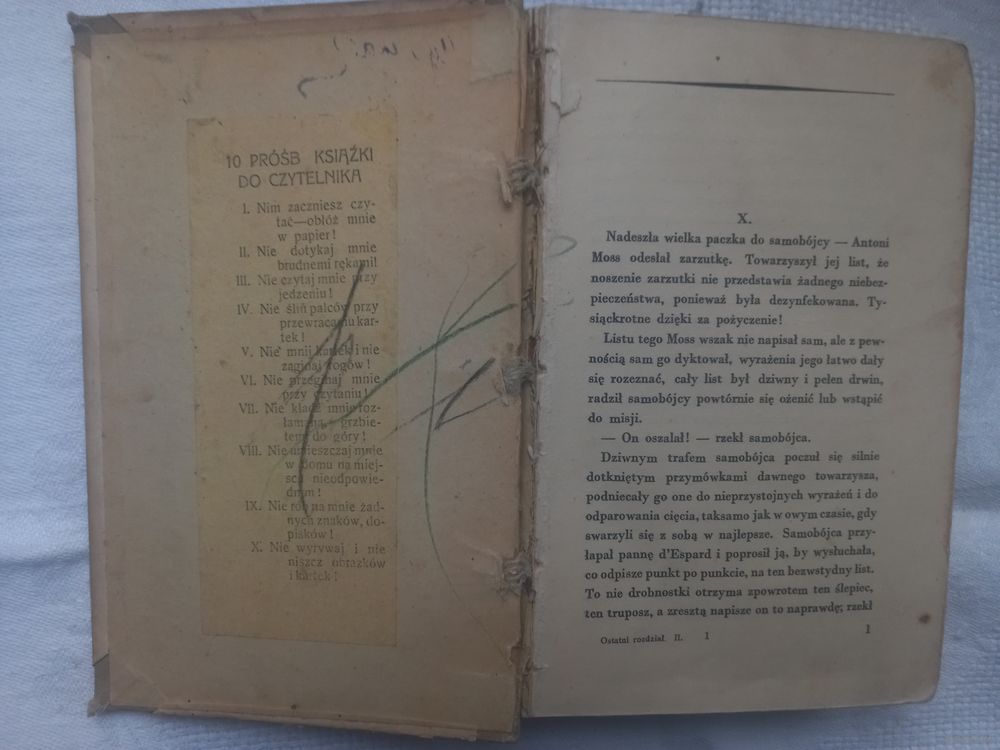 10 PRÓŚB KSIĄŻKI
DO CZYTELNIKA
I. Nim zaczniesz czy-
tać—obłóż mnie
w papier!
II. Nie dotykaj mnie
brudnemi rękami!
III. Nie czytaj mnie przy
jedzeniu!
IV. Nie śliń palców przy
przewracaniu kar-
tek!
V. Nie mnij kartek i nie
zaginaj rogów!
VI. Nie przeginaj mnie
przy czytaniu!
VII. Nie kładź mnie roz-
łamaną, grzbie-
tem do góry!
VIII. Nie umieszczaj mnie
w domu na miej-
scu nieodpowie-
dnim!
IX. Nie rób na mnie żad-
nych znaków, do-
pisków!
X. Nie wyrywaj i nie
niszcz obrazków
i kartek!
X.
Nadeszła wielka paczka do samobójcy — Antoni
Moss odesłał zarzutkę. Towarzyszył jej list, że
noszenie zarzutki nie przedstawia żadnego niebez-
pieczeństwa, ponieważ była dezynfekowana. Ty-
siąckrotne dzięki za pożyczenie!
Listu tego Moss wszak nie napisał sam, ale z pew-
nością sam go dyktował, wyrażenia jego łatwo dały
się rozeznać, cały list był dziwny i pełen drwin,
radził samobójcy powtórnie się ożenić lub wstąpić
do misji.
— On oszalał! — rzekł samobójca.
Dziwnym trafem samobójca poczuł się silnie
dotkniętym przymówkami dawnego towarzysza,
podniecały go one do nieprzystojnych wyrażeń i do
odparowania cięcia, taksamo jak w owym czasie, gdy
swarzyli się z sobą w najlepsze. Samobójca przy-
łapał pannę d'Espard i poprosił ją, by wysłuchała,
co odpisze punkt po punkcie, na ten bezwstydny list.
To nie drobnostki otrzyma zpowrotem ten ślepiec,
ten truposz, a zresztą napisze on to naprawdę; rzekł
Ostatni rozdział. II. 1
1